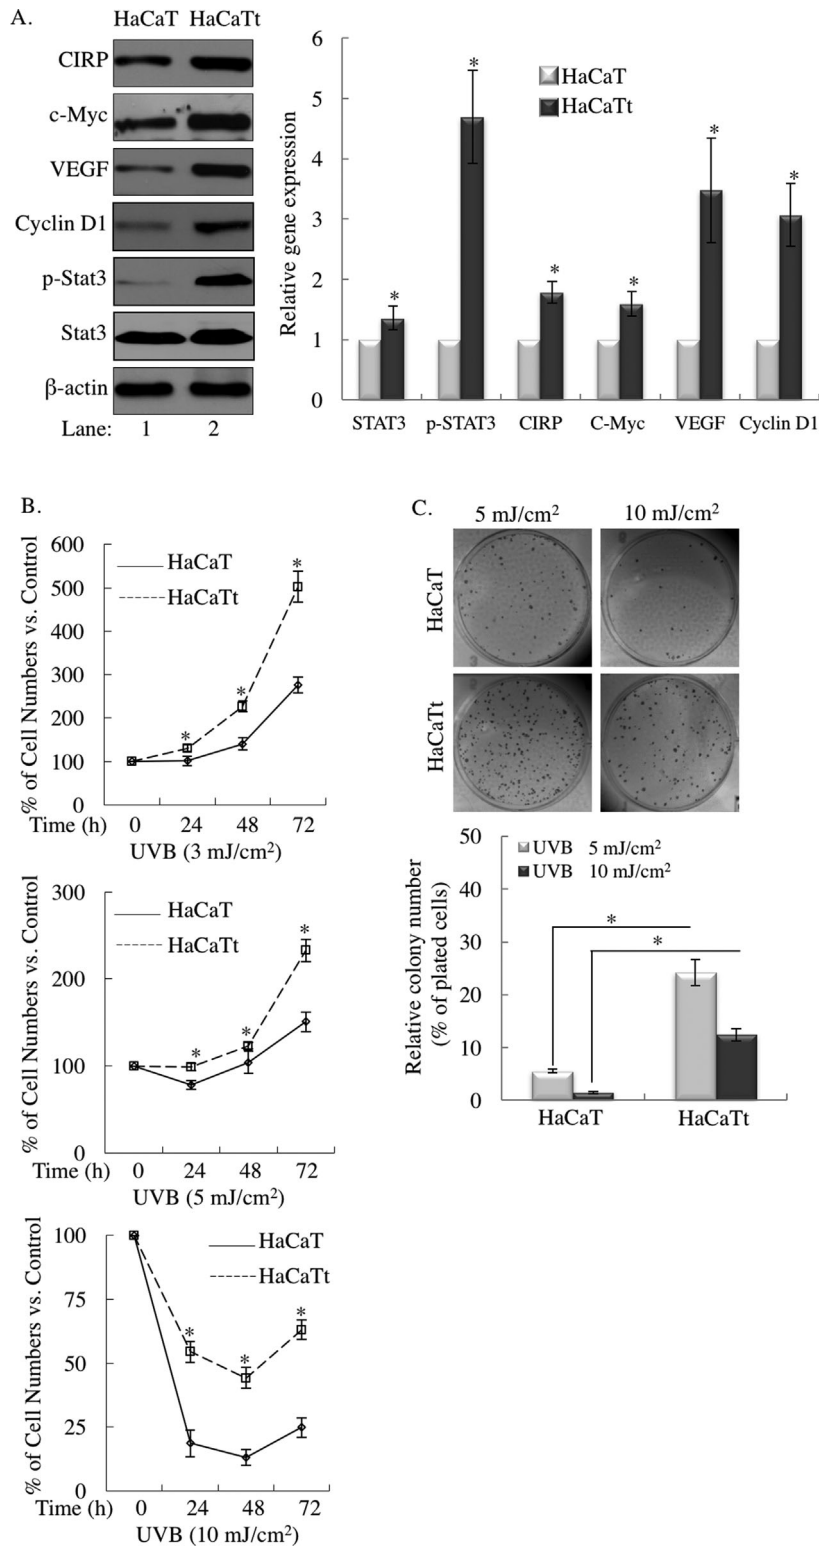 A.
HaCaT HaCaTt
CIRP
c-Myc
VEGF
Cyclin D1
p-Stat3
Stat3
β-actin
Lane: 1 2
Relative gene expression
6
5
4
3
2
1
0
HaCaT
HaCaTt
*
*
*
*
*
*
STAT3 p-STAT3 CIRP C-Myc VEGF Cyclin D1
B.
% of Cell Numbers vs. Control
600
500
400
300
200
100
0
HaCaT
HaCaTt
*
*
*
Time (h) 0 24 48 72
UVB (3 mJ/cm²)
% of Cell Numbers vs. Control
300
200
100
0
HaCaT
HaCaTt
*
*
*
Time (h) 0 24 48 72
UVB (5 mJ/cm²)
% of Cell Numbers vs. Control
100
75
50
25
0
HaCaT
HaCaTt
*
*
*
Time (h) 0 24 48 72
UVB (10 mJ/cm²)
C.
5 mJ/cm² 10 mJ/cm²
HaCaT
HaCaTt
Relative colony number
(% of plated cells)
50
40
30
20
10
0
UVB 5 mJ/cm²
UVB 10 mJ/cm²
*
*
HaCaT HaCaTt